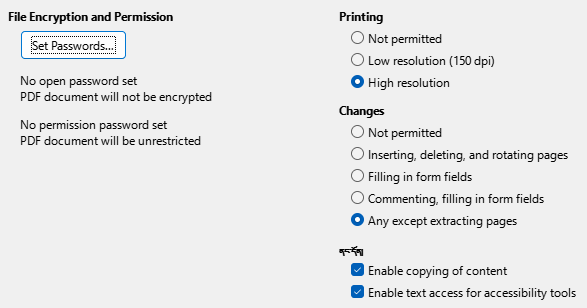 File Encryption and Permission
Set Passwords...
No open password set
PDF document will not be encrypted
No permission password set
PDF document will be unrestricted
Printing
Not permitted
Low resolution (150 dpi)
High resolution
Changes
Not permitted
Inserting, deleting, and rotating pages
Filling in form fields
Commenting, filling in form fields
Any except extracting pages
ནང་དོན།
Enable copying of content
Enable text access for accessibility tools